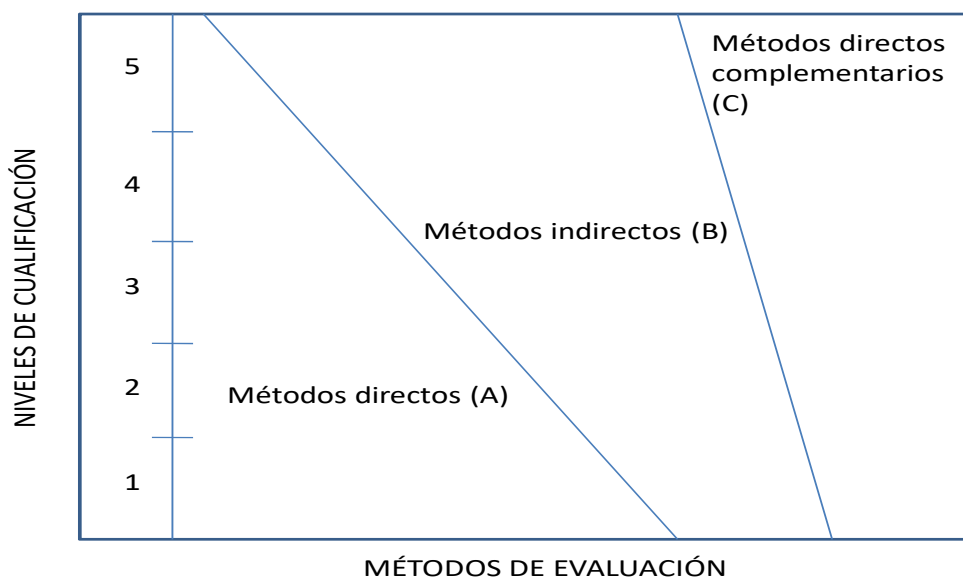 Métodos directos
complementarios
(C)
5
4
Métodos indirectos (B)
3
2
Métodos directos (A)
1
NIVELES DE CUALIFICACIÓN
MÉTODOS DE EVALUACIÓN